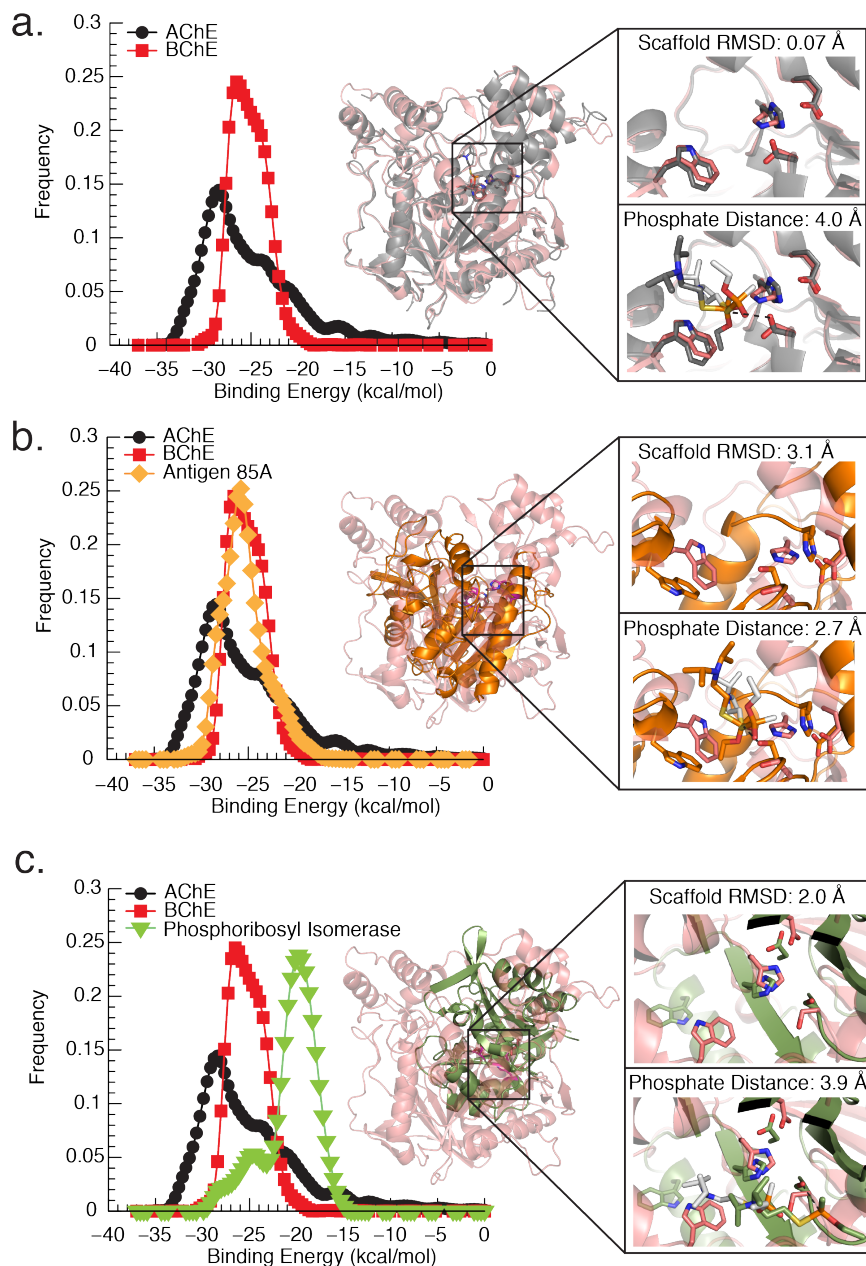 a.
0.3
0.25
0.2
0.15
0.1
0.05
0
Frequency
AChE
BChE
−40 −35 −30 −25 −20 −15 −10 −5 0
Binding Energy (kcal/mol)
Scaffold RMSD: 0.07 Å
Phosphate Distance: 4.0 Å
b.
0.3
0.25
0.2
0.15
0.1
0.05
0
Frequency
AChE
BChE
Antigen 85A
−40 −35 −30 −25 −20 −15 −10 −5 0
Binding Energy (kcal/mol)
Scaffold RMSD: 3.1 Å
Phosphate Distance: 2.7 Å
c.
0.3
0.25
0.2
0.15
0.1
0.05
0
Frequency
AChE
BChE
Phosphoribosyl Isomerase
−40 −35 −30 −25 −20 −15 −10 −5 0
Binding Energy (kcal/mol)
Scaffold RMSD: 2.0 Å
Phosphate Distance: 3.9 Å